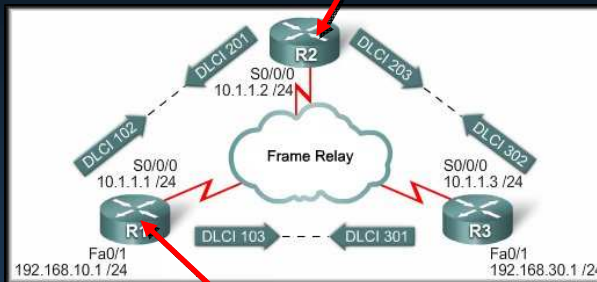 R2
DLCI 201
DLCI 203
S0/0/0
10.1.1.2 /24
DLCI 102
DLCI 302
Frame Relay
S0/0/0
10.1.1.1 /24
S0/0/0
10.1.1.3 /24
R1
DLCI 103
DLCI 301
R3
Fa0/1
192.168.10.1 /24
Fa0/1
192.168.30.1 /24